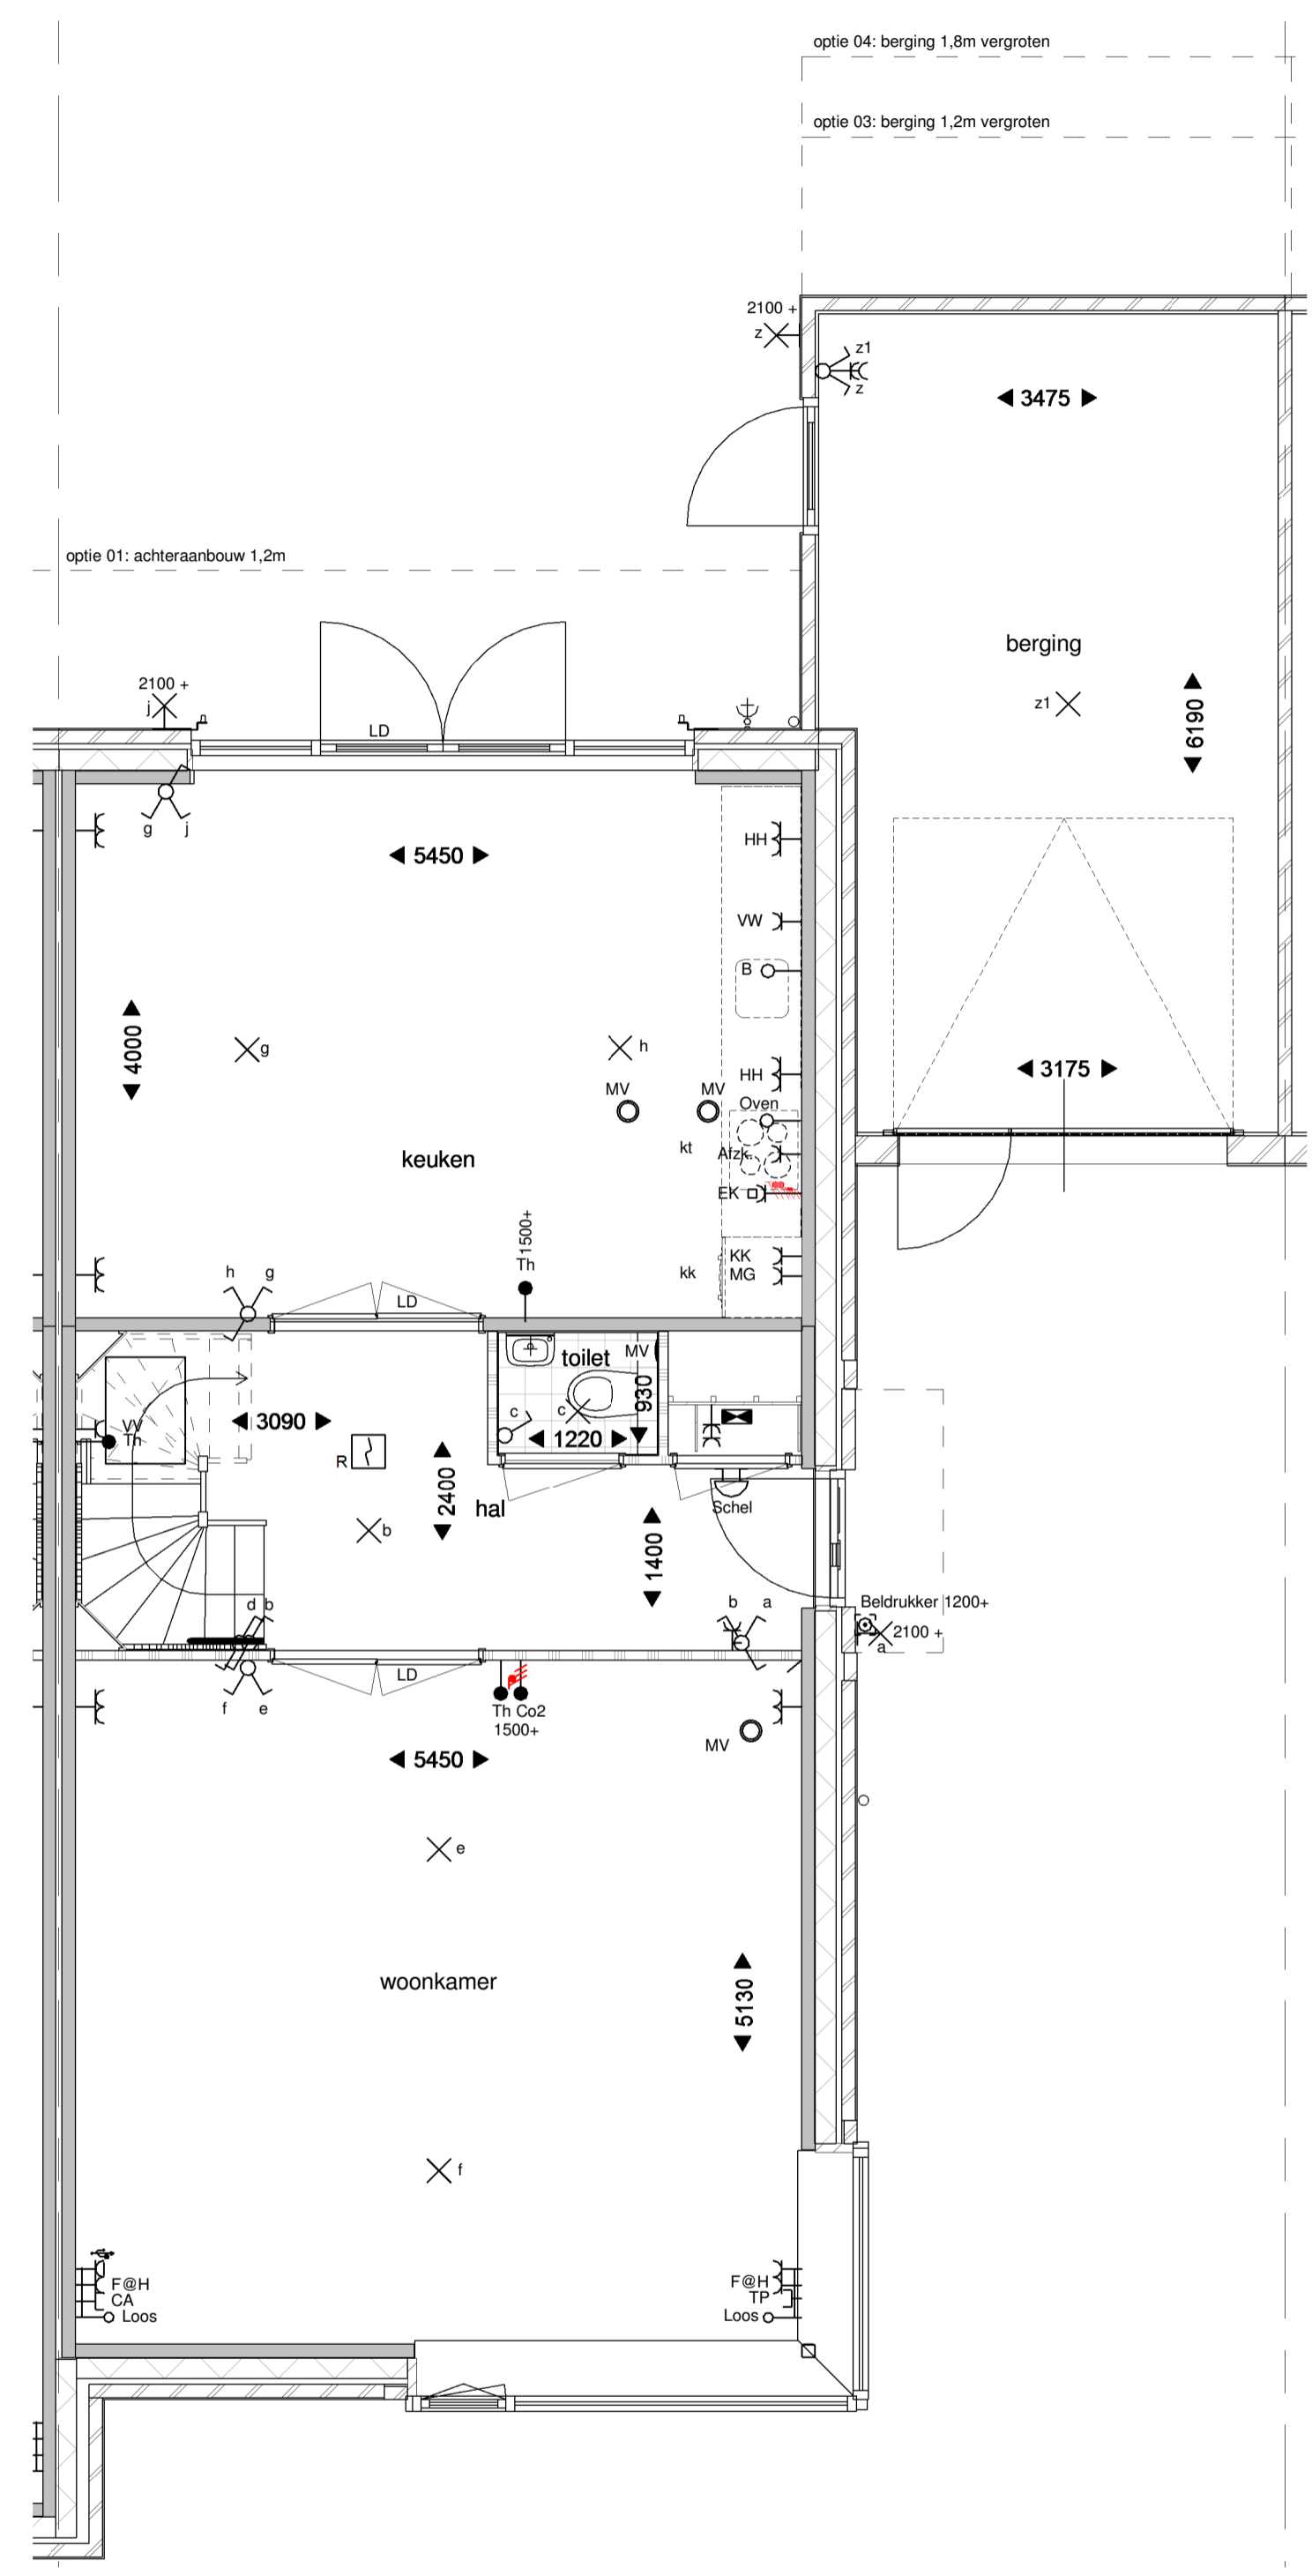 optie 04: berging 1,8m vergroten
optie 03: berging 1,2m vergroten
2100 +
z
z1
z
3475
optie 01: achteraanbouw 1,2m
berging
z1
6190
2100 +
j
LD
g
j
HH
5450
VW
B
4000
g
h
HH
3175
MV
MV
Oven
kt
Afzk.
keuken
EK
1500+
Th
KK
kk
MG
h
g
LD
toilet
MV
930
c
c
3090
1220
VV
Th
R
2400
hal
Schel
b
1400
d
b
b
a
Beldrukker 1200+
2100 +
a
LD
f
e
Th Co2
1500+
MV
5450
e
woonkamer
5130
f
F@H
F@H
CA
TP
Loos
Loos